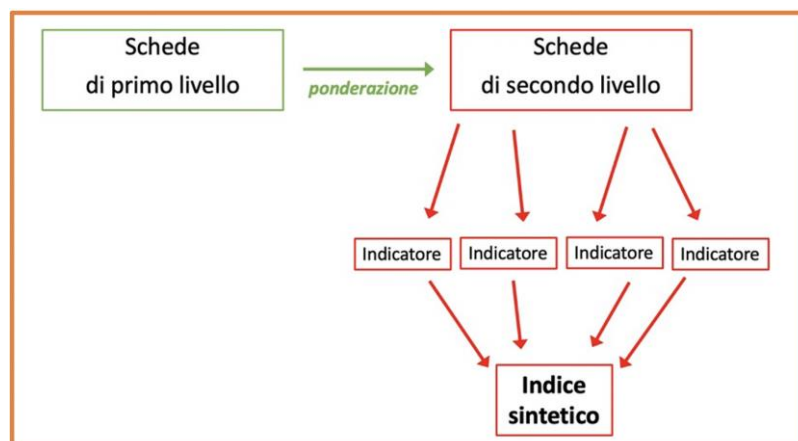 Schede
di primo livello
ponderazione
Schede
di secondo livello
Indicatore
Indicatore
Indicatore
Indicatore
Indice
sintetico